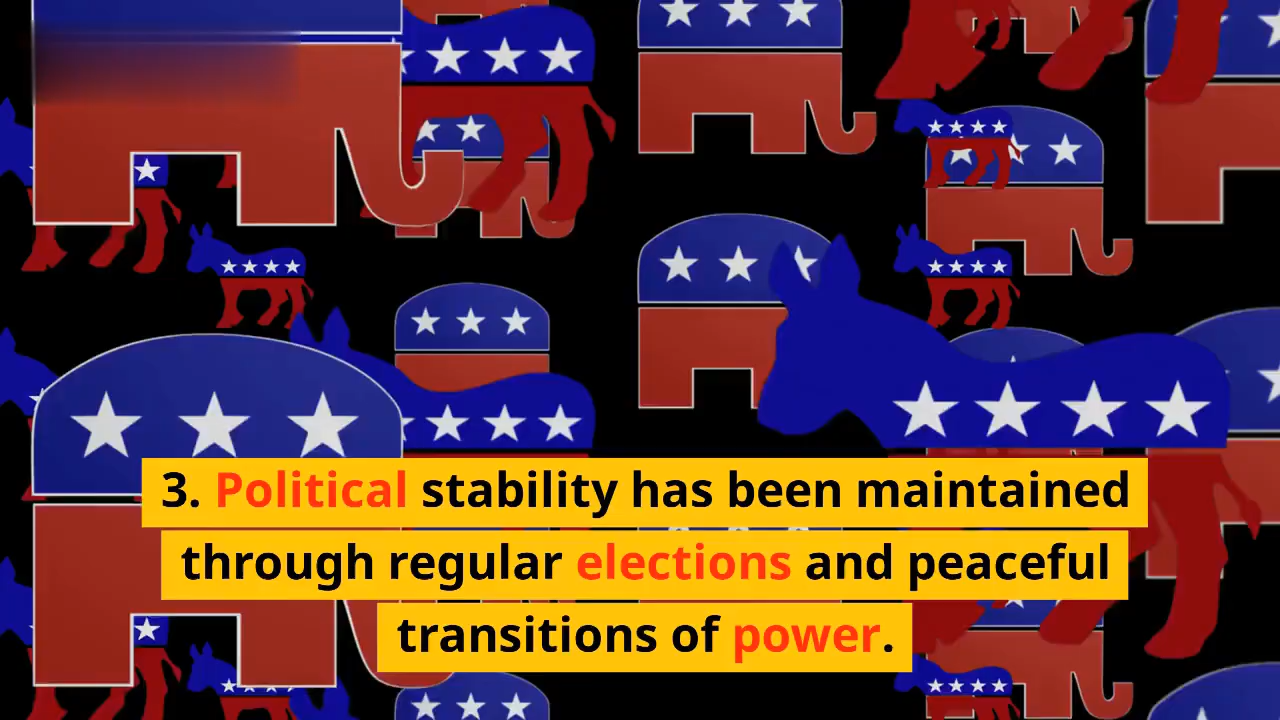 3. Political stability has been maintained
through regular elections and peaceful
transitions of power.